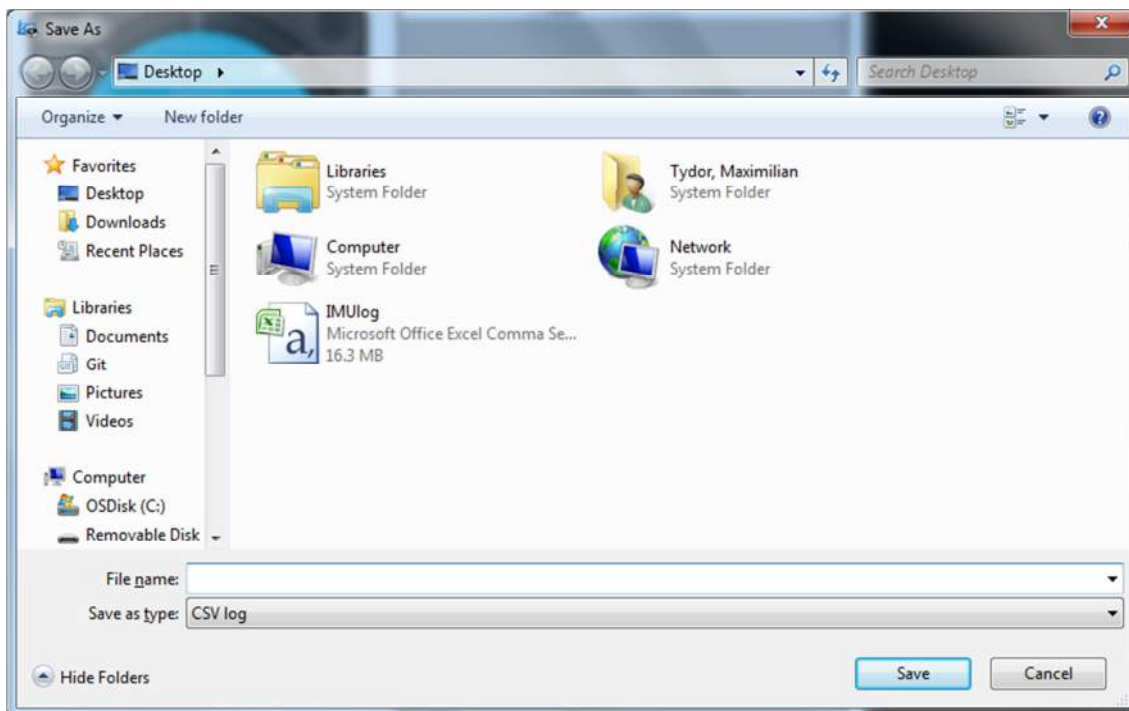 Save As
Desktop
Search Desktop
Organize
New folder
Favorites
Desktop
Downloads
Recent Places
Libraries
Documents
Git
Pictures
Videos
Computer
OSDisk (C:)
Removable Disk
Libraries
System Folder
Tydor, Maximilian
System Folder
Computer
System Folder
Network
System Folder
IMUlog
Microsoft Office Excel Comma Se...
16.3 MB
File name:
Save as type: CSV log
Hide Folders
Save
Cancel